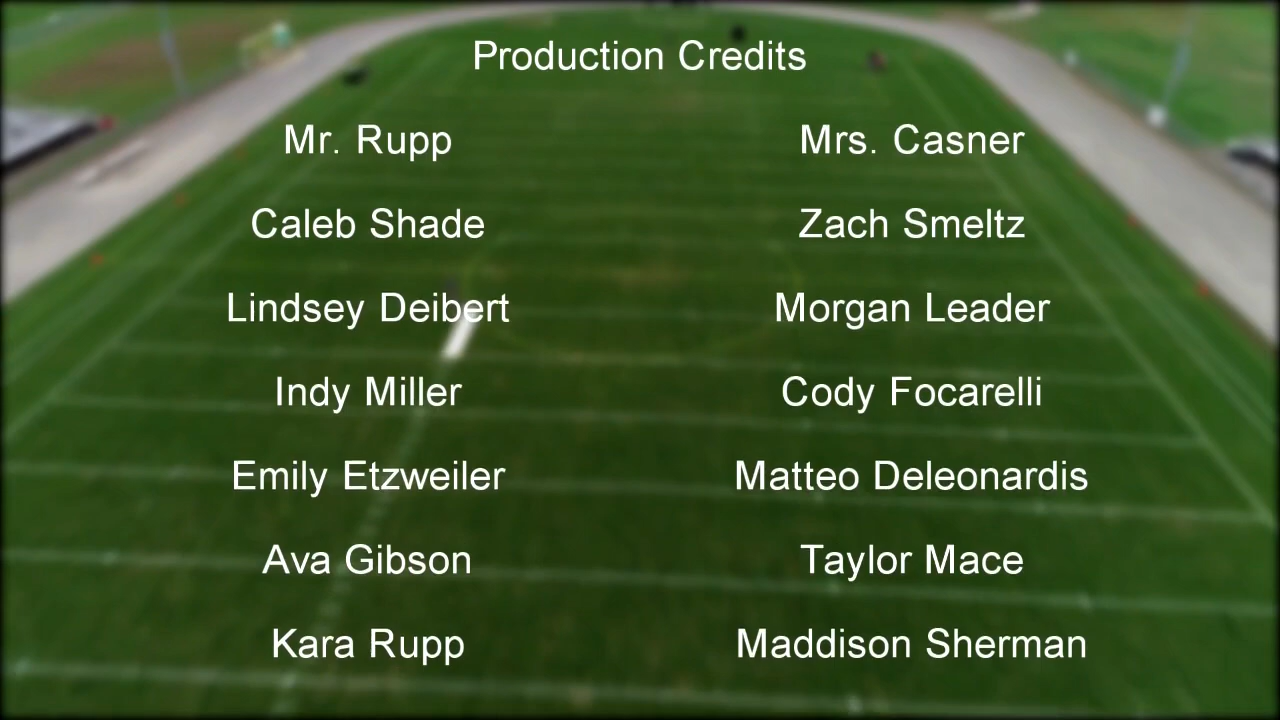 Production Credits
Mr. Rupp Mrs. Casner
Caleb Shade Zach Smeltz
Lindsey Deibert Morgan Leader
Indy Miller Cody Focarelli
Emily Etzweiler Matteo Deleonardis
Ava Gibson Taylor Mace
Kara Rupp Maddison Sherman